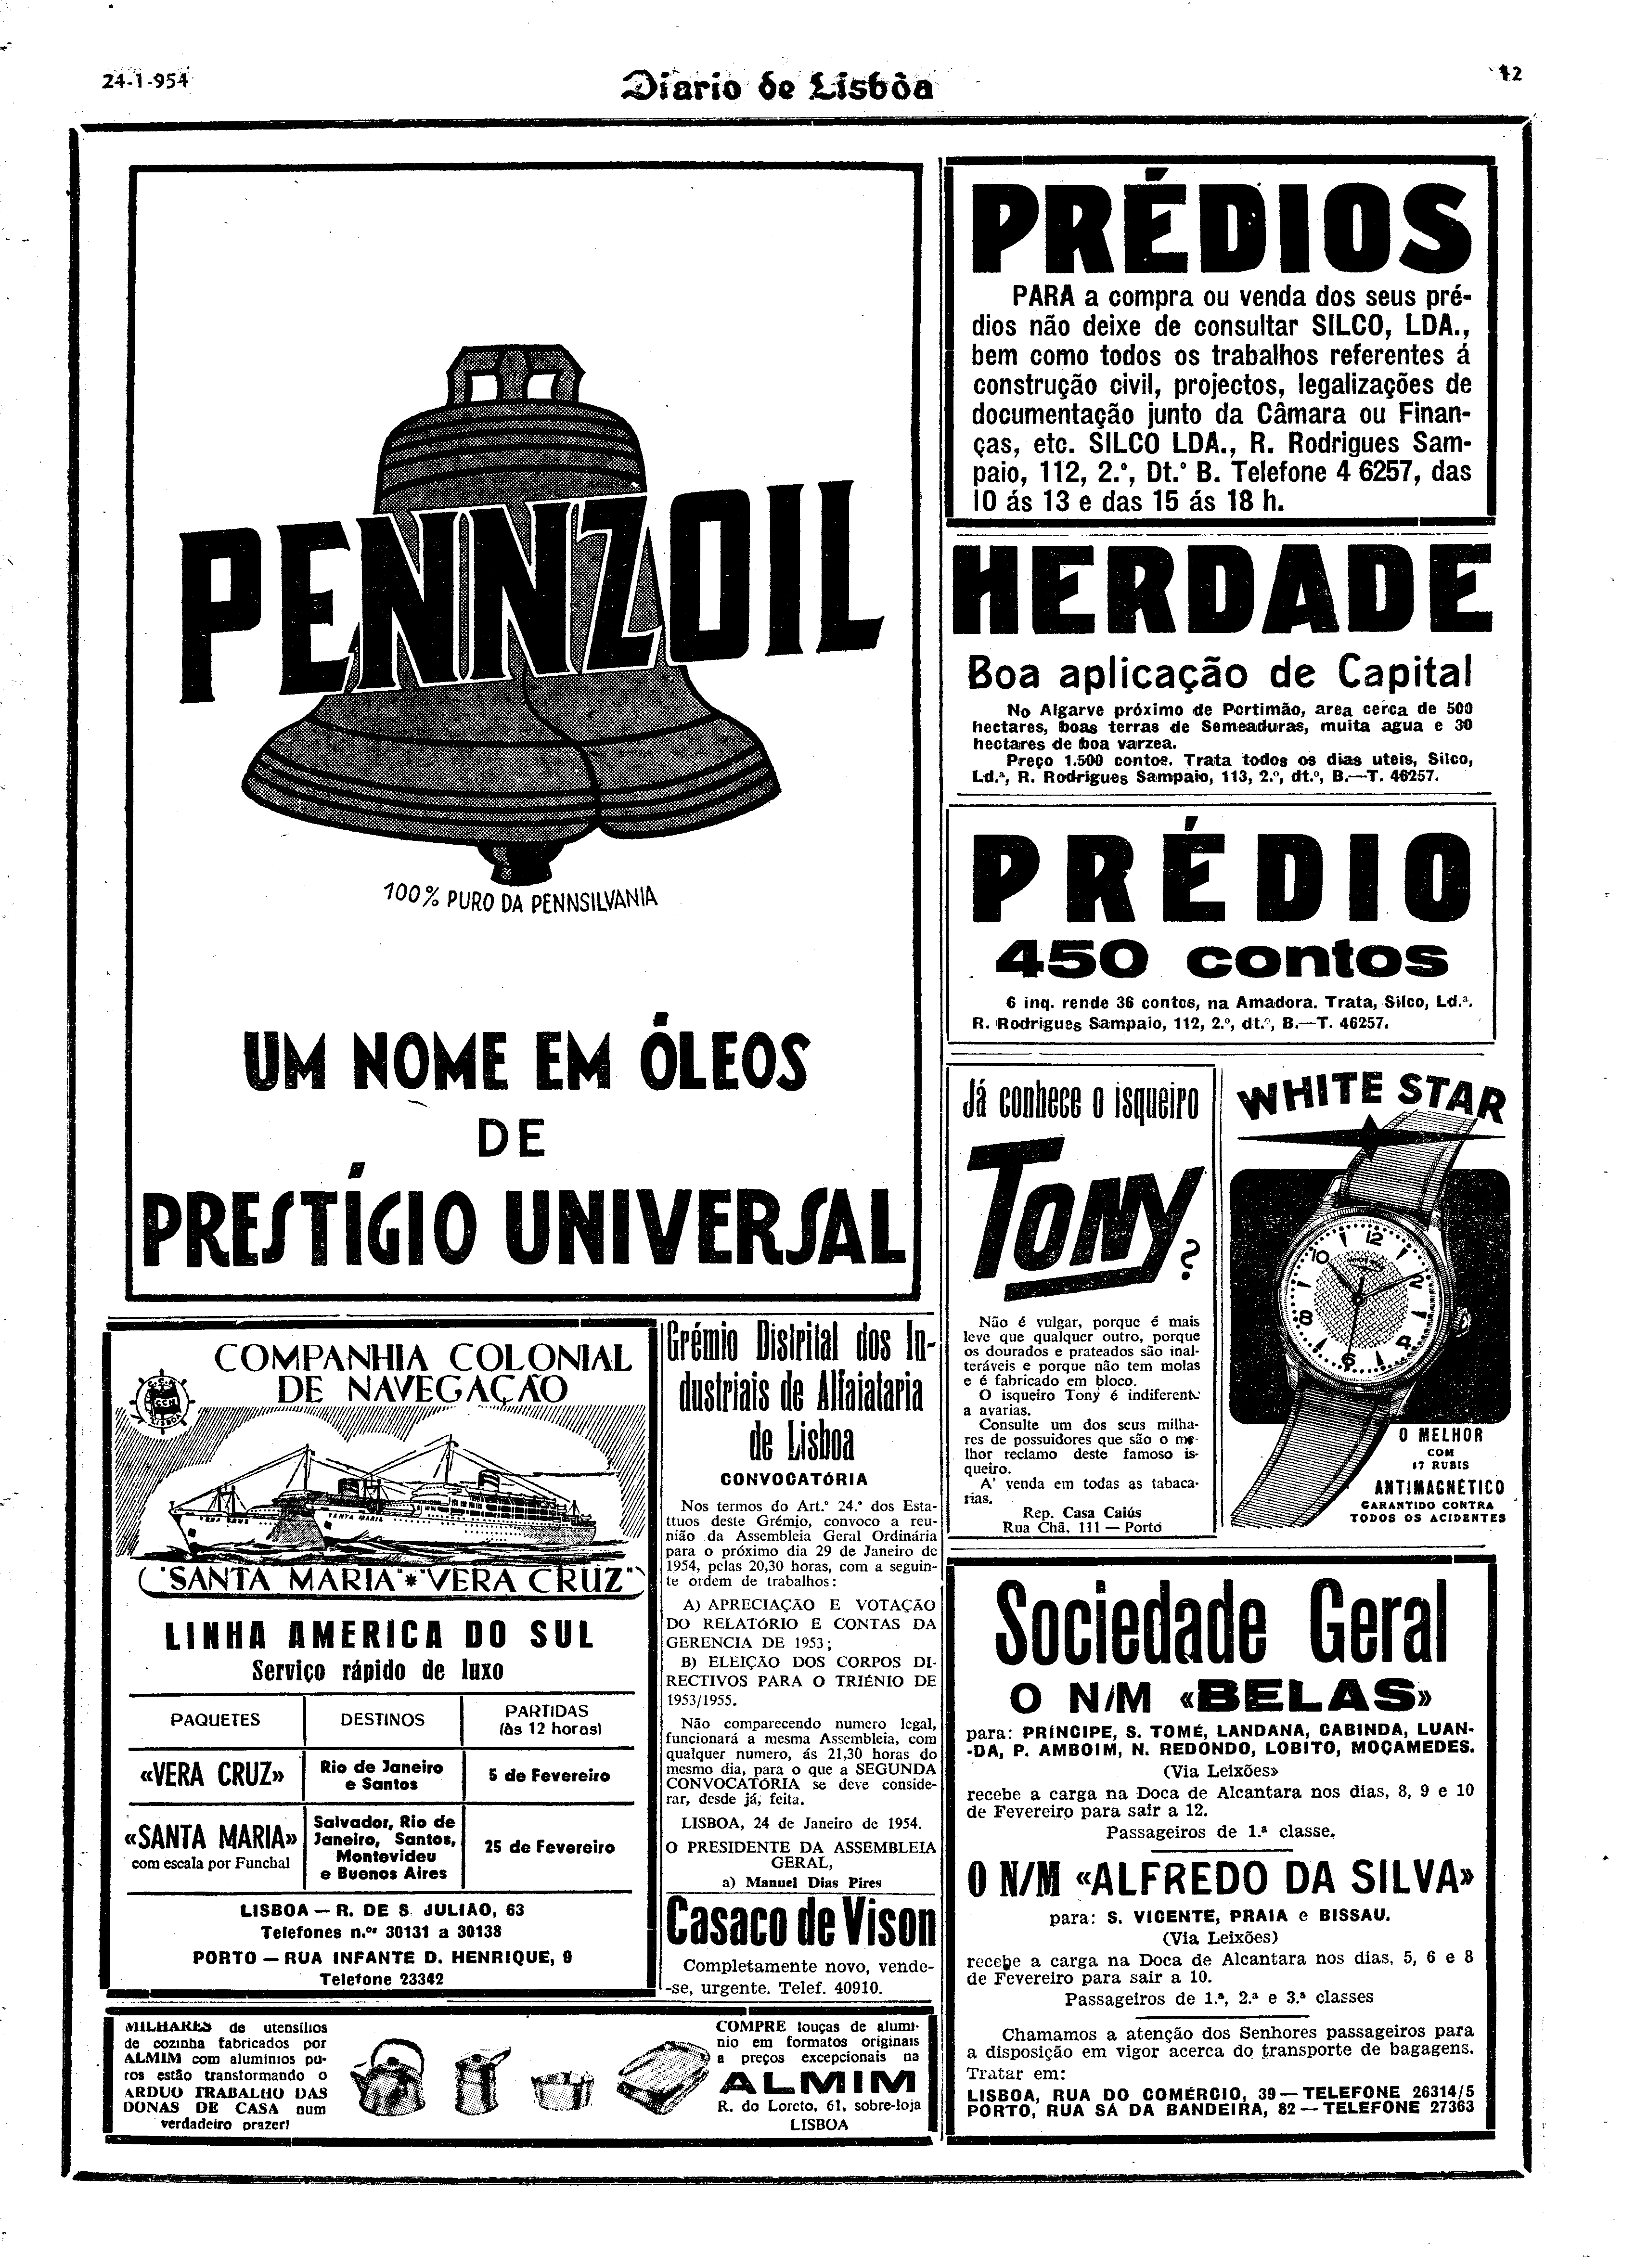 24-1-954
Diario de Lisbôa
12
PENNZOIL
100% PURO DA PENNSILVANIA
UM NOME EM ÓLEOS
DE
PRESTÍGIO UNIVERSAL
PRÉDIOS
PARA a compra ou venda dos seus pré-
dios não deixe de consultar SILCO, LDA.,
bem como todos os trabalhos referentes á
construção civil, projectos, legalizações de
documentação junto da Câmara ou Finan-
ças, etc. SILCO LDA., R. Rodrigues Sam-
paio, 112, 2.º, Dt.º B. Telefone 4 6257, das
10 ás 13 e das 15 ás 18 h.
HERDADE
Boa aplicação de Capital
No Algarve próximo de Portimão, area cerca de 500
hectares, boas terras de Semeaduras, muita agua e 30
hectares de boa varzea.
Preço 1.500 contos. Trata todos os dias uteis, Silco,
Ld.ª, R. Rodrigues Sampaio, 113, 2.º, dt.º, B.—T. 46257.
PRÉDIO
450 contos
6 inq. rende 36 contos, na Amadora. Trata, Silco, Ld.ª.
R. Rodrigues Sampaio, 112, 2.º, dt.º, B.—T. 46257.
Já conhece o isqueiro
TONY?
Não é vulgar, porque é mais
leve que qualquer outro, porque
os dourados e prateados são inal-
teráveis e porque não tem molas
e é fabricado em bloco.
O isqueiro Tony é indiferente
a avarias.
Consulte um dos seus milha-
res de possuidores que são o me-
lhor reclamo deste famoso is-
queiro.
A' venda em todas as tabaca-
rias.
Rep. Casa Caiús
Rua Chã, 111 — Porto
WHITE STAR
12
10
2
8
4
6
O MELHOR
COM
17 RUBIS
ANTIMAGNÉTICO
GARANTIDO CONTRA
TODOS OS ACIDENTES
COMPANHIA COLONIAL
DE NAVEGAÇÃO
C.C.N.
LISBOA
VERA CRUZ
SANTA MARIA
"SANTA MARIA"*"VERA CRUZ"
LINHA AMERICA DO SUL
Serviço rápido de luxo
PAQUETES DESTINOS PARTIDAS
(às 12 horas)
«VERA CRUZ» Rio de Janeiro
e Santos 5 de Fevereiro
«SANTA MARIA»
com escala por Funchal
Salvador, Rio de
Janeiro, Santos,
Montevideu
e Buenos Aires
25 de Fevereiro
LISBOA — R. DE S. JULIÃO, 63
Telefones n.os 30131 a 30138
PORTO — RUA INFANTE D. HENRIQUE, 9
Telefone 23342
Grémio Distrital dos In-
dustriais de Alfaiataria
de Lisboa
CONVOCATÓRIA
Nos termos do Art.º 24.º dos Esta-
ttuos deste Grémio, convoco a reu-
nião da Assembleia Geral Ordinária
para o próximo dia 29 de Janeiro de
1954, pelas 20,30 horas, com a seguin-
te ordem de trabalhos:
A) APRECIAÇÃO E VOTAÇÃO
DO RELATÓRIO E CONTAS DA
GERENCIA DE 1953;
B) ELEIÇÃO DOS CORPOS DI-
RECTIVOS PARA O TRIÉNIO DE
1953/1955.
Não comparecendo numero legal,
funcionará a mesma Assembleia, com
qualquer numero, ás 21,30 horas do
mesmo dia, para o que a SEGUNDA
CONVOCATÓRIA se deve conside-
rar, desde já, feita.
LISBOA, 24 de Janeiro de 1954.
O PRESIDENTE DA ASSEMBLEIA
GERAL,
a) Manuel Dias Pires
Casaco de Vison
Completamente novo, vende-
-se, urgente. Telef. 40910.
MILHARES de utensilios
de cozinha fabricados por
ALMIM com aluminios pu-
ros estão transtormando o
ARDUO TRABALHO DAS
DONAS DE CASA num
verdadeiro prazer!
COMPRE louças de alumi-
nio em formatos originais
a preços excepcionais na
ALMIM
R. do Loreto, 61, sobre-loja
LISBOA
Sociedade Geral
O N/M «BELAS»
para: PRÍNCIPE, S. TOMÉ, LANDANA, CABINDA, LUAN-
-DA, P. AMBOIM, N. REDONDO, LOBITO, MOÇAMEDES.
(Via Leixões»
recebe a carga na Doca de Alcantara nos dias, 8, 9 e 10
de Fevereiro para sair a 12.
Passageiros de 1.ª classe.
O N/M «ALFREDO DA SILVA»
para: S. VICENTE, PRAIA e BISSAU.
(Via Leixões)
recebe a carga na Doca de Alcantara nos dias, 5, 6 e 8
de Fevereiro para sair a 10.
Passageiros de 1.ª, 2.ª e 3.ª classes
Chamamos a atenção dos Senhores passageiros para
a disposição em vigor acerca do transporte de bagagens.
Tratar em:
LISBOA, RUA DO COMÉRCIO, 39 — TELEFONE 26314/5
PORTO, RUA SÁ DA BANDEIRA, 82 — TELEFONE 27363